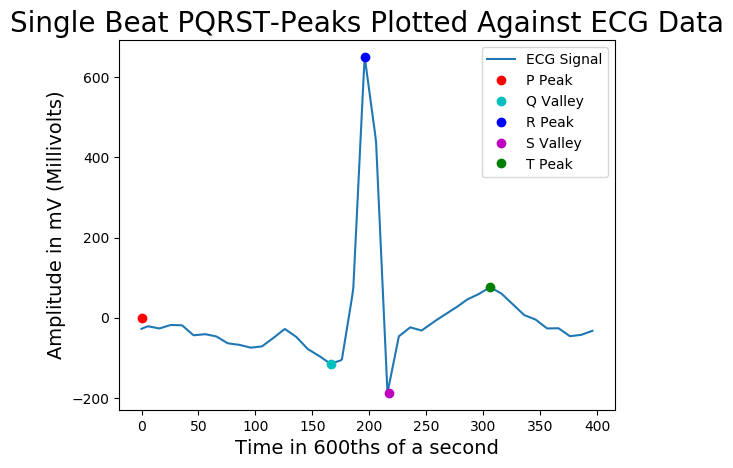 Single Beat PQRST-Peaks Plotted Against ECG Data
ECG Signal
P Peak
Q Valley
R Peak
S Valley
T Peak
Amplitude in mV (Millivolts)
600
400
200
0
−200
0 50 100 150 200 250 300 350 400
Time in 600ths of a second